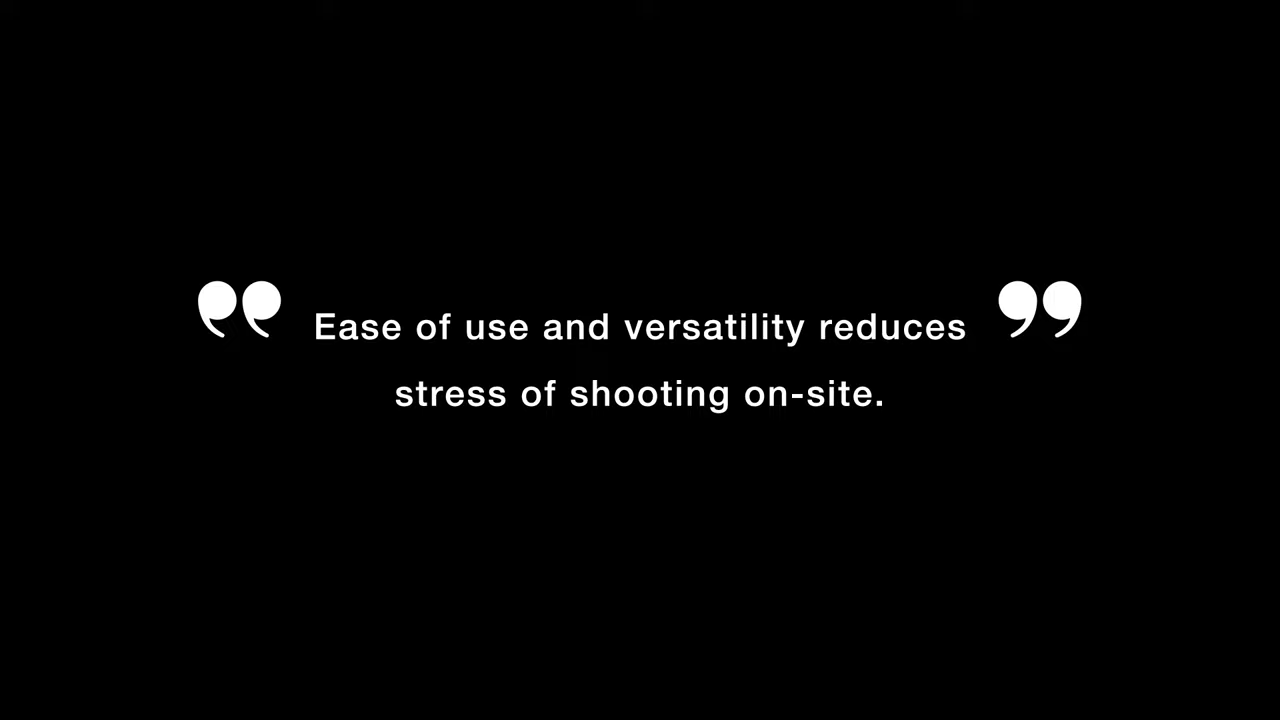 ❝ Ease of use and versatility reduces ❞
stress of shooting on-site.